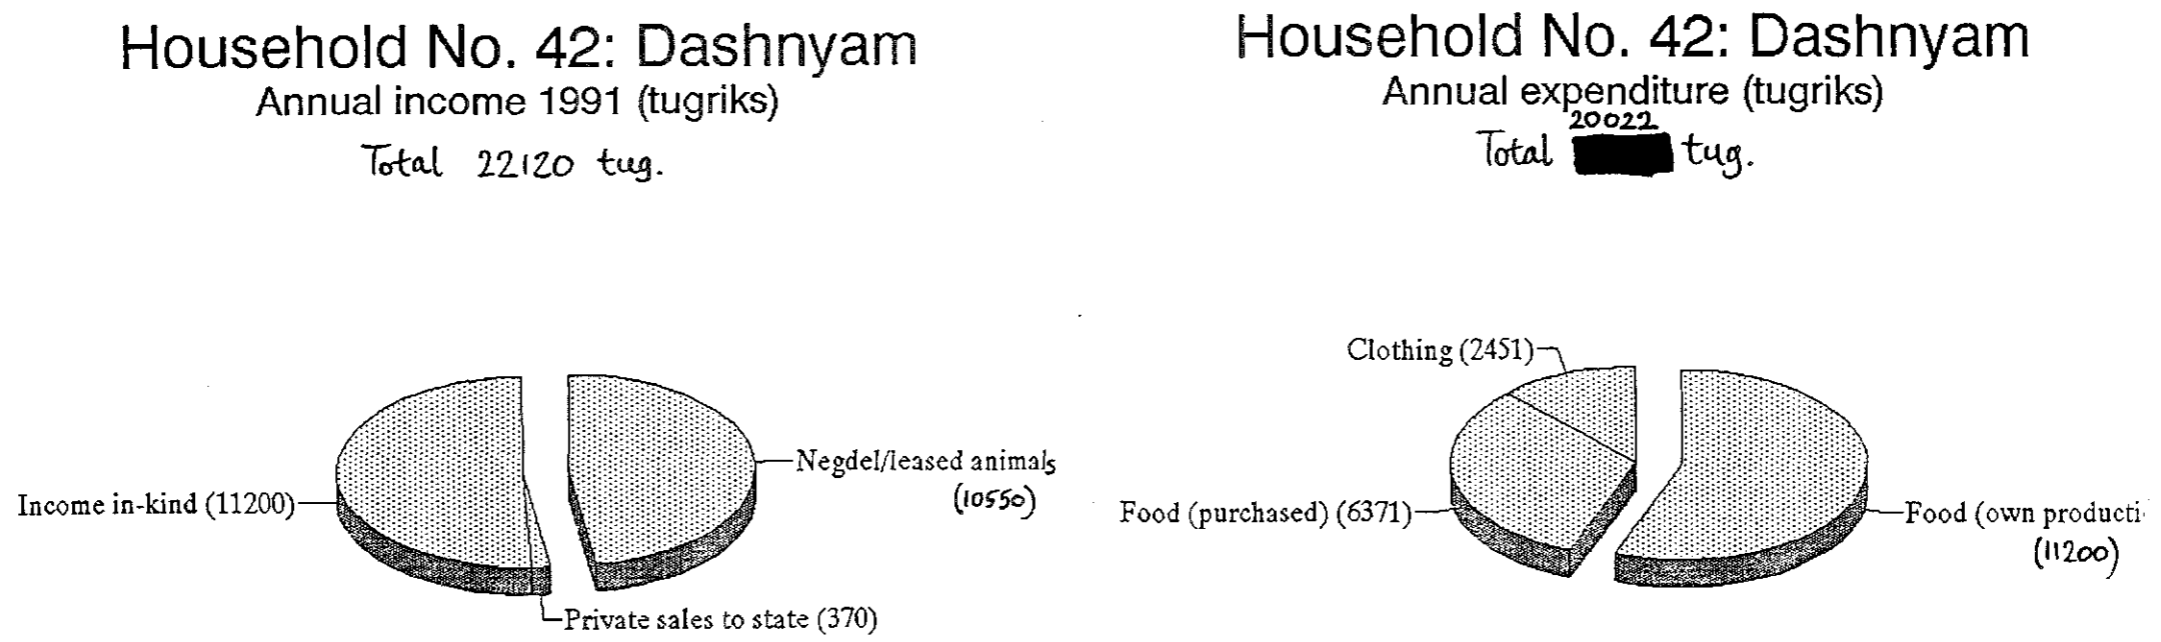 Household No. 42: Dashnyam
Annual income 1991 (tugriks)
Total 22120 tug.
Negdel/leased animals
(10550)
Income in-kind (11200)
Private sales to state (370)
Household No. 42: Dashnyam
Annual expenditure (tugriks)
20022
Total tug.
Clothing (2451)
Food (purchased) (6371)
Food (own producti
(11200)